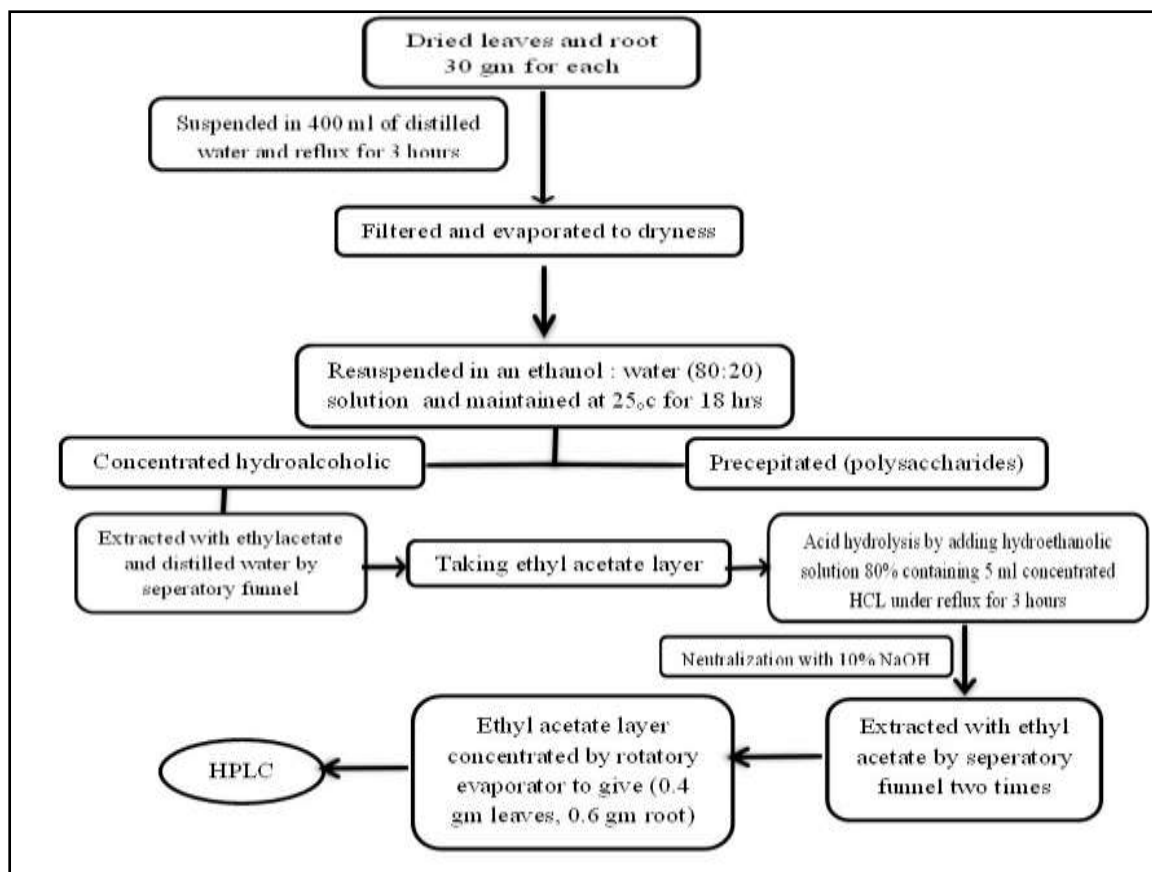 Dried leaves and root
30 gm for each
Suspended in 400 ml of distilled
water and reflux for 3 hours
Filtered and evaporated to dryness
Resuspended in an ethanol : water (80:20)
solution and maintained at 25°c for 18 hrs
Concentrated hydroalcoholic
Precepitated (polysaccharides)
Extracted with ethylacetate
and distilled water by
seperatory funnel
Taking ethyl acetate layer
Acid hydrolysis by adding hydroethanolic
solution 80% containing 5 ml concentrated
HCL under reflux for 3 hours
Neutralization with 10% NaOH
Extracted with ethyl
acetate by seperatory
funnel two times
Ethyl acetate layer
concentrated by rotatory
evaporator to give (0.4
gm leaves, 0.6 gm root)
HPLC